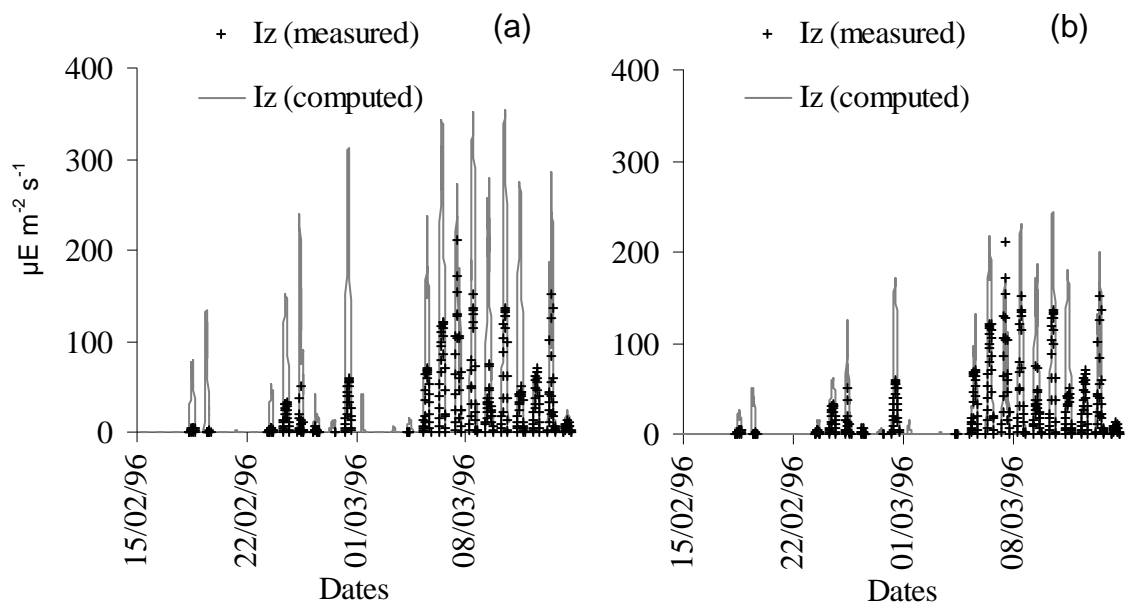 + Iz (measured)
(a)
Iz (computed)
µE m-2 s-1
400
300
200
100
0
15/02/96
22/02/96
01/03/96
08/03/96
Dates
+ Iz (measured)
(b)
Iz (computed)
400
300
200
100
0
15/02/96
22/02/96
01/03/96
08/03/96
Dates